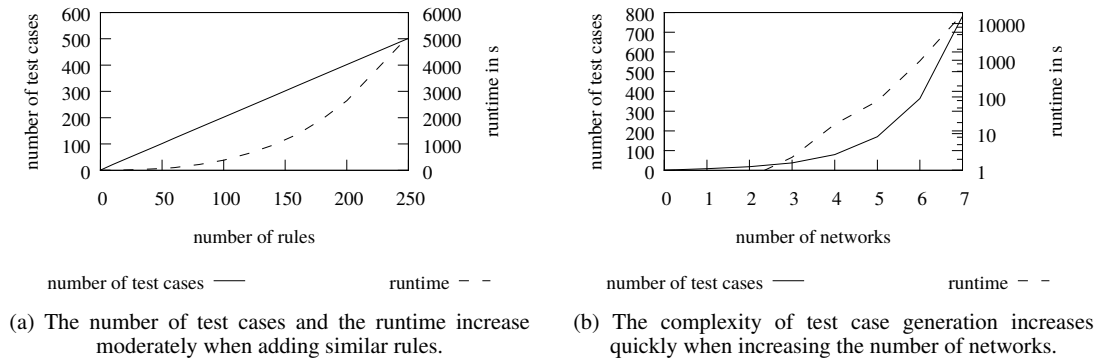 number of test cases
600
500
400
300
200
100
0
6000
5000
4000
3000
2000
1000
0
runtime in s
0 50 100 150 200 250
number of rules
number of test cases
runtime
(a) The number of test cases and the runtime increase
moderately when adding similar rules.
number of test cases
800
700
600
500
400
300
200
100
0
10000
1000
100
10
1
runtime in s
0 1 2 3 4 5 6 7
number of networks
number of test cases
runtime
(b) The complexity of test case generation increases
quickly when increasing the number of networks.